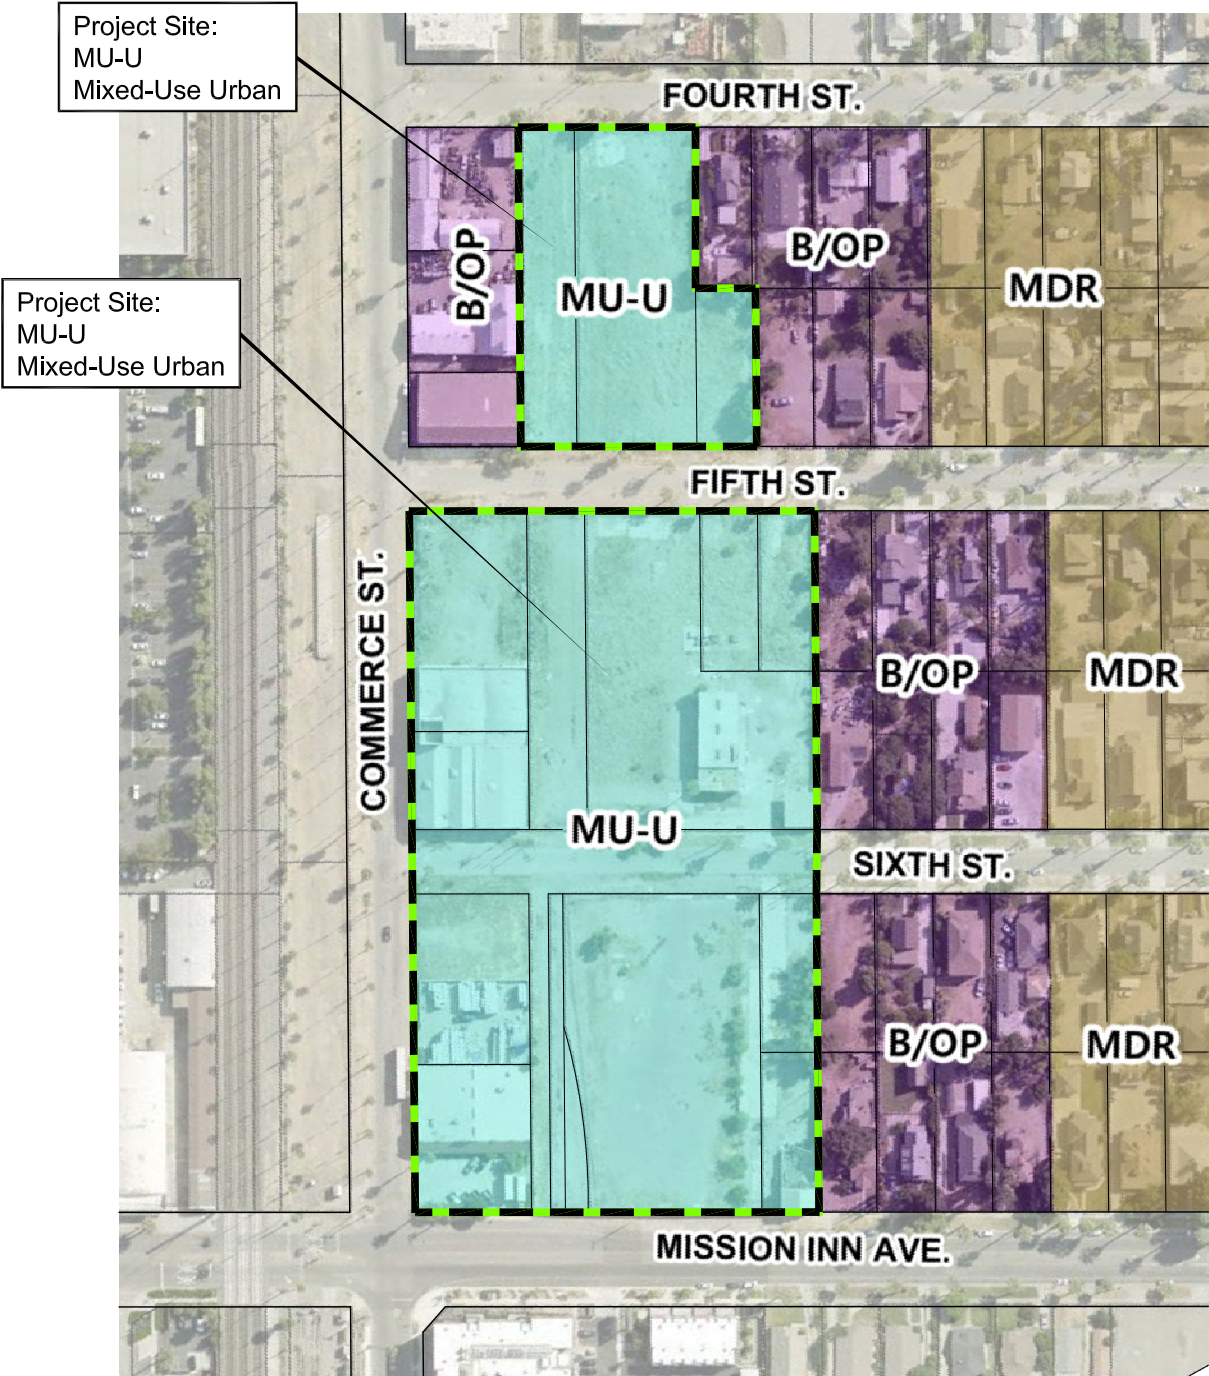 Project Site:
MU-U
Mixed-Use Urban
FOURTH ST.
B/OP
MU-U
B/OP
MDR
Project Site:
MU-U
Mixed-Use Urban
FIFTH ST.
COMMERCE ST.
B/OP
MDR
MU-U
SIXTH ST.
B/OP
MDR
MISSION INN AVE.